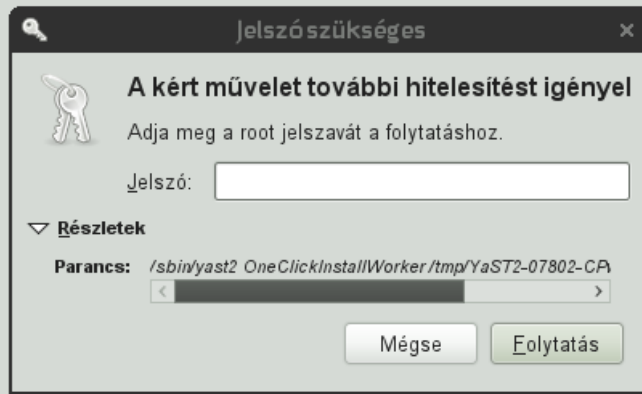 Jelszó szükséges
A kért művelet további hitelesítést igényel
Adja meg a root jelszavát a folytatáshoz.
Jelszó:
Részletek
Parancs: /sbin/yast2 OneClickInstallWorker /tmp/YaST2-07802-CP
Mégse Folytatás